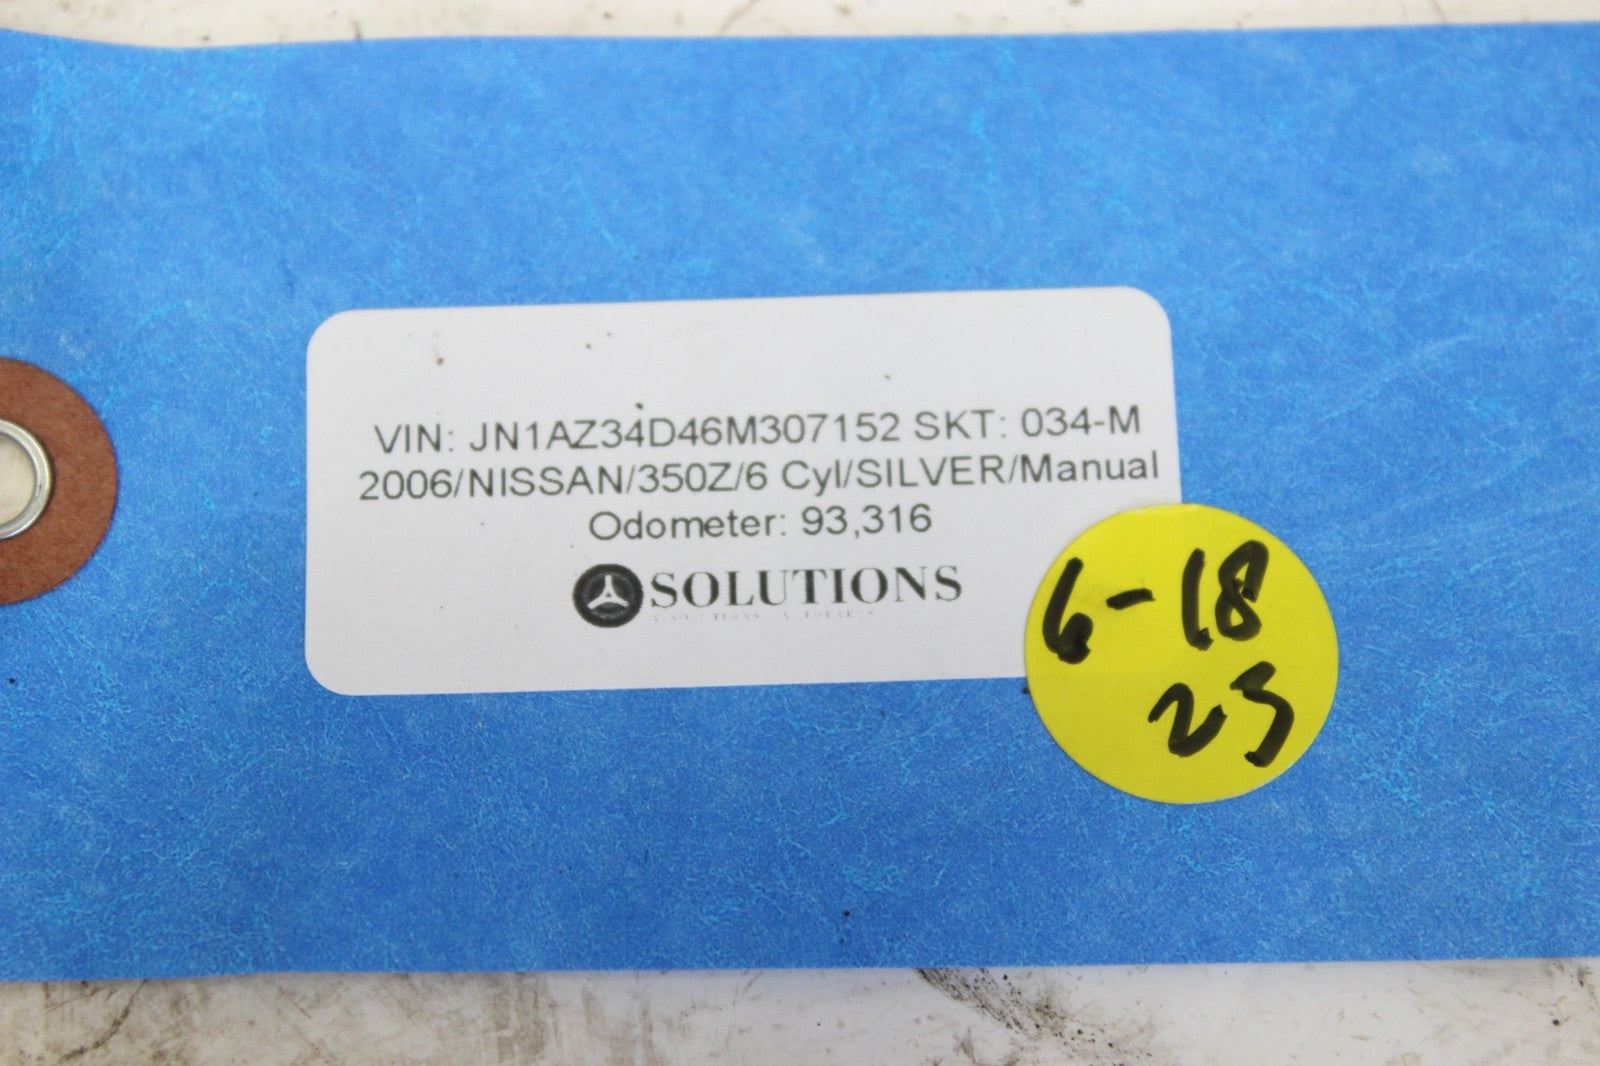 VIN: JN1AZ34D46M307152 SKT: 034-M
2006/NISSAN/350Z/6 Cyl/SILVER/Manual
Odometer: 93,316
SOLUTIONS
6-18
23